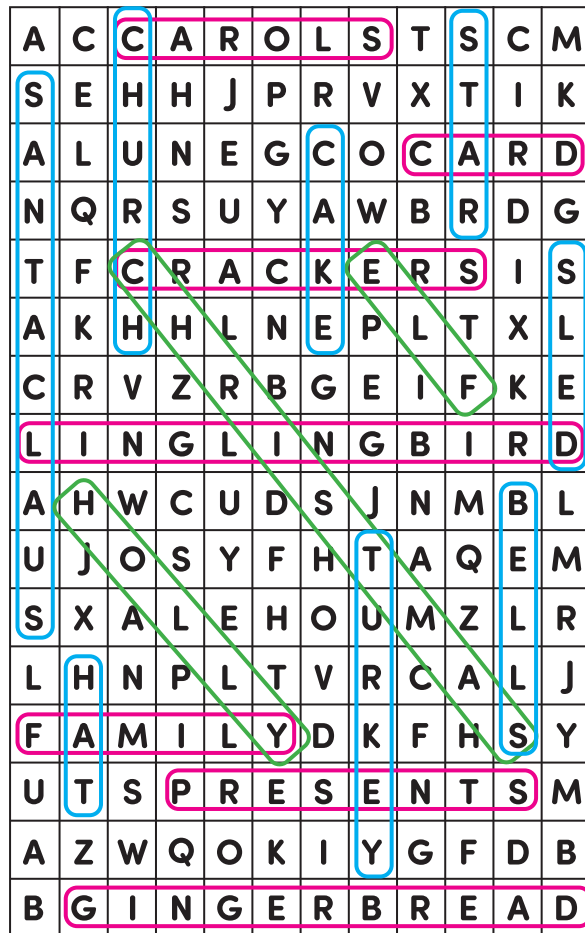 A C C A R O L S T S C M
S E H H J P R V X T I K
A L U N E G C O C A R D
N Q R S U Y A W B R D G
T F C R A C K E R S I S
A K H H L N E P L T X L
C R V Z R B G E I F K E
L I N G L I N G B I R D
A H W C U D S J N M B L
U J O S Y F H T A Q E M
S X A L E H O U M Z L R
L H N P L T V R C A L J
F A M I L Y D K F H S Y
U T S P R E S E N T S M
A Z W Q O K I Y G F D B
B G I N G E R B R E A D